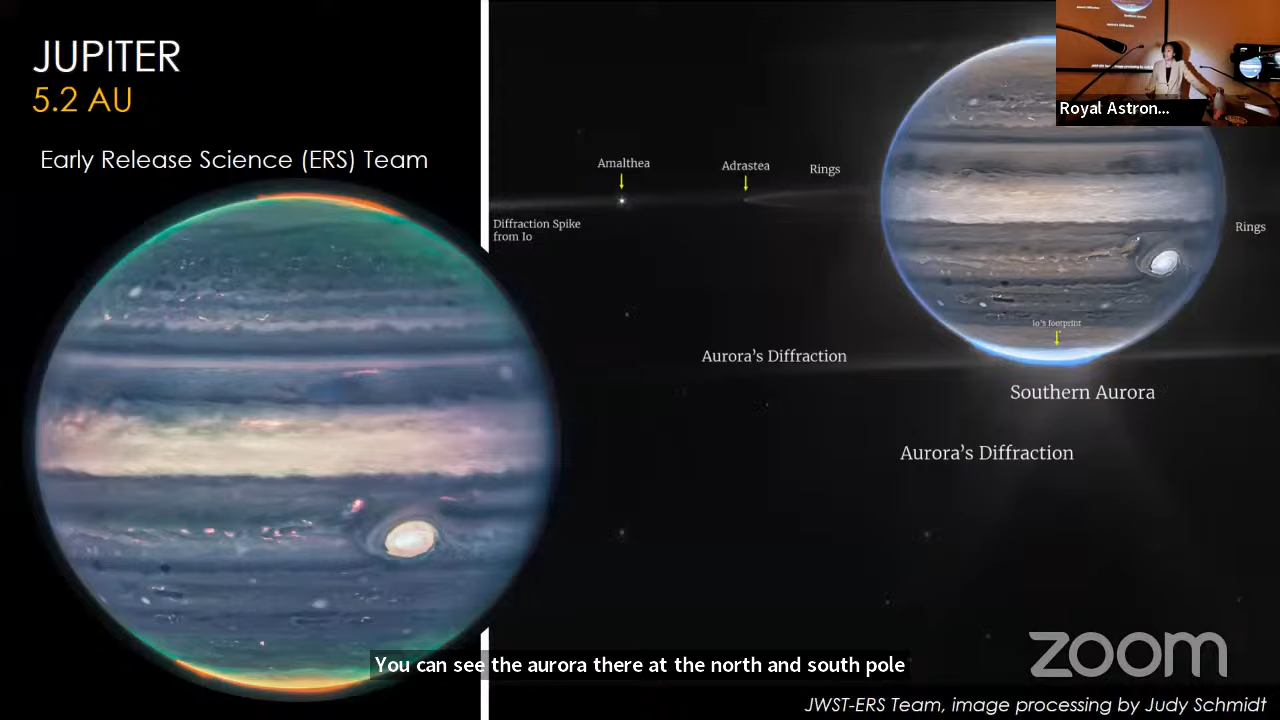 JUPITER
5.2 AU
Early Release Science (ERS) Team
Amalthea
Adrastea
Rings
Diffraction Spike
from Io
Rings
Io's footprint
Aurora's Diffraction
Southern Aurora
Aurora's Diffraction
Royal Astron...
You can see the aurora there at the north and south pole
zoom
JWST-ERS Team, image processing by Judy Schmidt